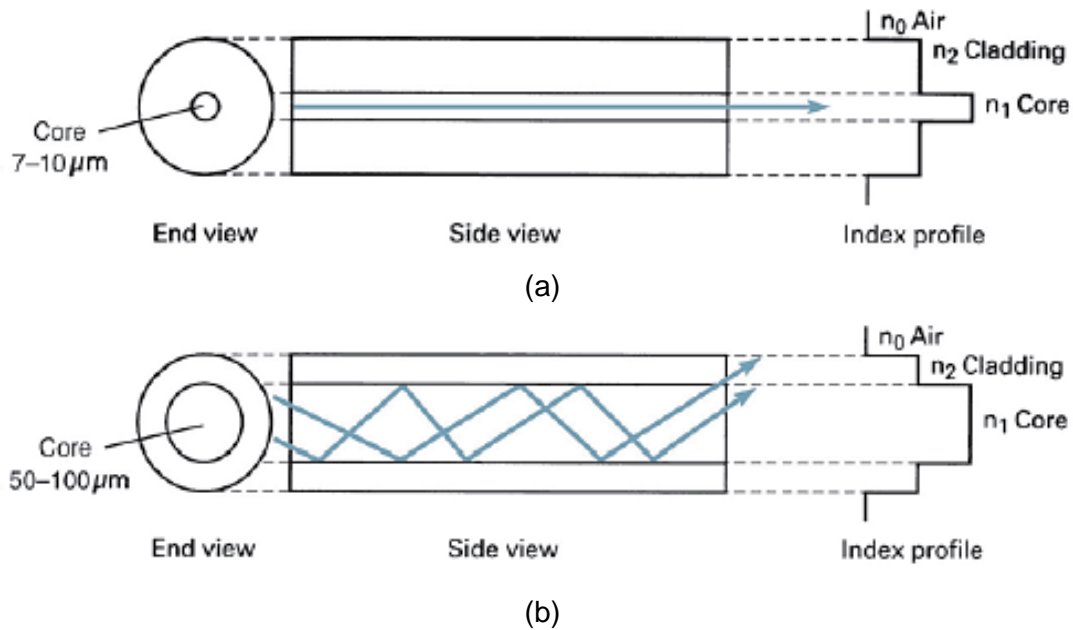 n₀ Air
n₂ Cladding
n₁ Core
Core
7–10 µm
End view
Side view
Index profile
(a)
n₀ Air
n₂ Cladding
n₁ Core
Core
50–100 µm
End view
Side view
Index profile
(b)